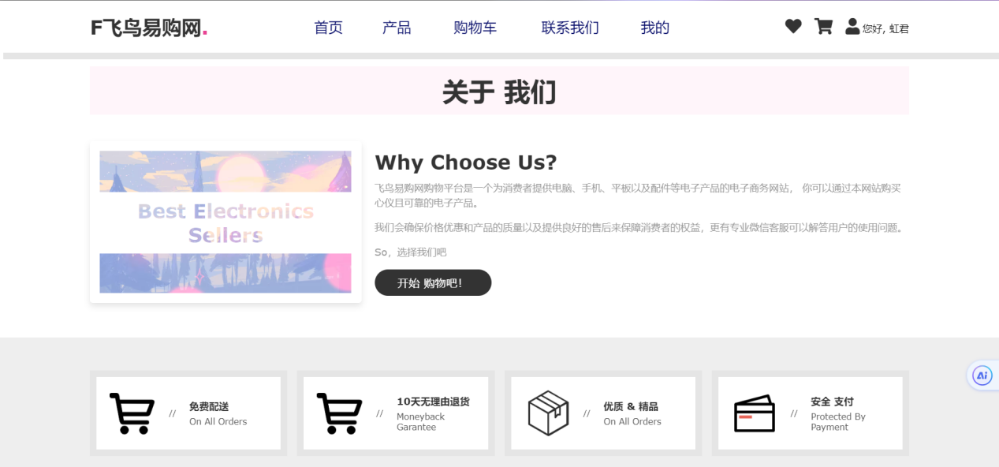 F飞鸟易购网.
首页 产品 购物车 联系我们 我的
您好, 虹君
关于 我们
Best Electronics
Sellers
Why Choose Us?
飞鸟易购网购物平台是一个为消费者提供电脑、手机、平板以及配件等电子产品的电子商务网站， 你可以通过本网站购买
心仪且可靠的电子产品。
我们会确保价格优惠和产品的质量以及提供良好的售后来保障消费者的权益，更有专业微信客服可以解答用户的使用问题。
So，选择我们吧
开始 购物吧！
//
免费配送
On All Orders
//
10天无理由退货
Moneyback
Garantee
//
优质 & 精品
On All Orders
//
安全 支付
Protected By
Payment
Ai